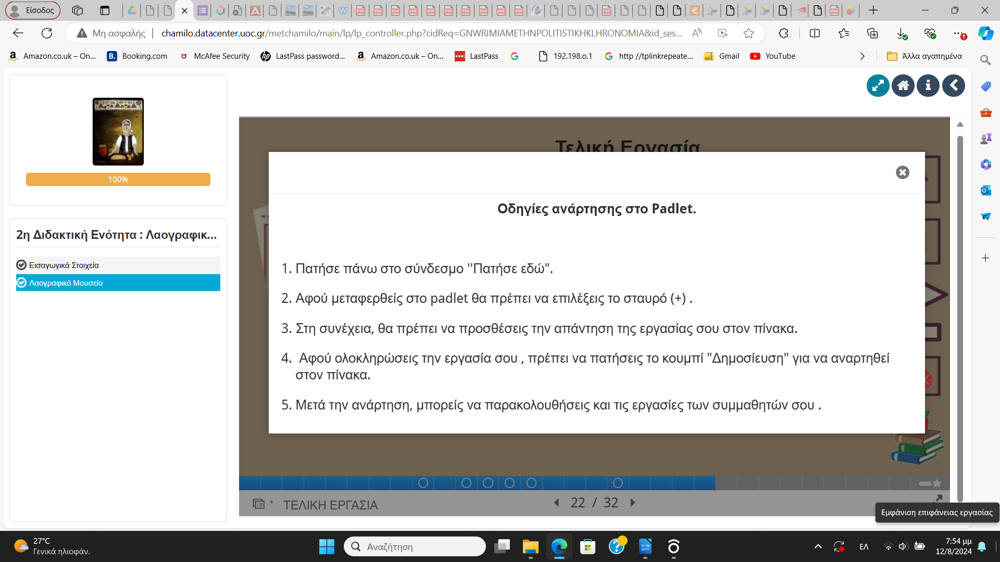 Είσοδος
Μη ασφαλής
chamilo.datacenter.uoc.gr/metchamilo/main/lp/lp_controller.php?cidReq=GNWRIMIAMETHNPOLITISTIKHKLHRONOMIA&id_ses...
Amazon.co.uk – On...
Booking.com
McAfee Security
LastPass password...
Amazon.co.uk – On...
LastPass
192.198.o.1
http //tplinkrepeate...
Gmail
YouTube
Άλλα αγαπημένα
100%
2η Διδακτική Ενότητα : Λαογραφικ...
Εισαγωγικά Στοιχεία
Λαογραφικό Μουσείο
Τελική Εργασία
Οδηγίες ανάρτησης στο Padlet.
1. Πατήσε πάνω στο σύνδεσμο ''Πατήσε εδώ".
2. Αφού μεταφερθείς στο padlet θα πρέπει να επιλέξεις το σταυρό (+) .
3. Στη συνέχεια, θα πρέπει να προσθέσεις την απάντηση της εργασίας σου στον πίνακα.
4. Αφού ολοκληρώσεις την εργασία σου , πρέπει να πατήσεις το κουμπί "Δημοσίευση" για να αναρτηθεί
στον πίνακα.
5. Μετά την ανάρτηση, μπορείς να παρακολουθήσεις και τις εργασίες των συμμαθητών σου .
ΤΕΛΙΚΗ ΕΡΓΑΣΙΑ
22 / 32
Εμφάνιση επιφάνειας εργασίας
27°C
Γενικά ηλιοφάν.
Αναζήτηση
ΕΛ
7:54 μμ
12/8/2024